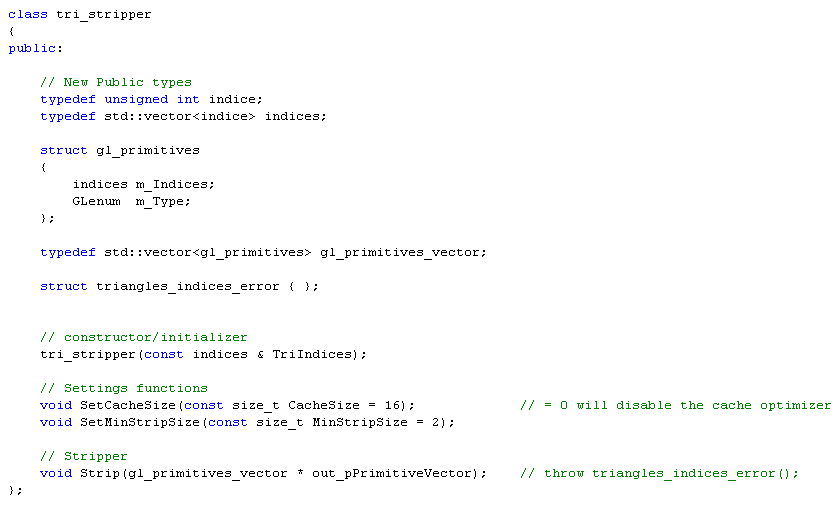 class tri_stripper
{
public:
    // New Public types
    typedef unsigned int indice;
    typedef std::vector<indice> indices;
    struct gl_primitives
    {
        indices m_Indices;
        GLenum  m_Type;
    };
    typedef std::vector<gl_primitives> gl_primitives_vector;
    struct triangles_indices_error { };
    // constructor/initializer
    tri_stripper(const indices & TriIndices);
    // Settings functions
    void SetCacheSize(const size_t CacheSize = 16);             // = 0 will disable the cache optimizer
    void SetMinStripSize(const size_t MinStripSize = 2);
    // Stripper
    void Strip(gl_primitives_vector * out_pPrimitiveVector);    // throw triangles_indices_error();
};